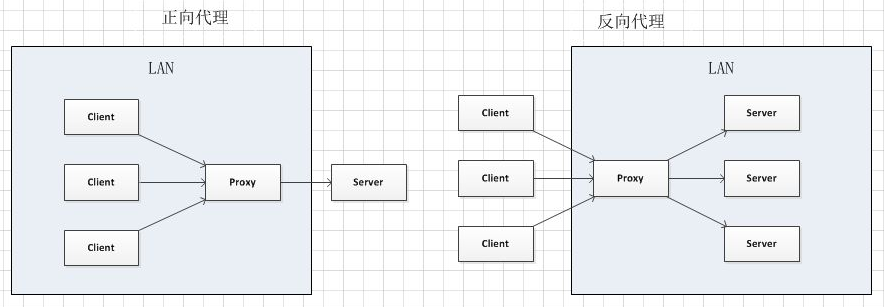 正向代理
反向代理
LAN
LAN
Client
Client
Client
Proxy
Server
Client
Client
Client
Proxy
Server
Server
Server